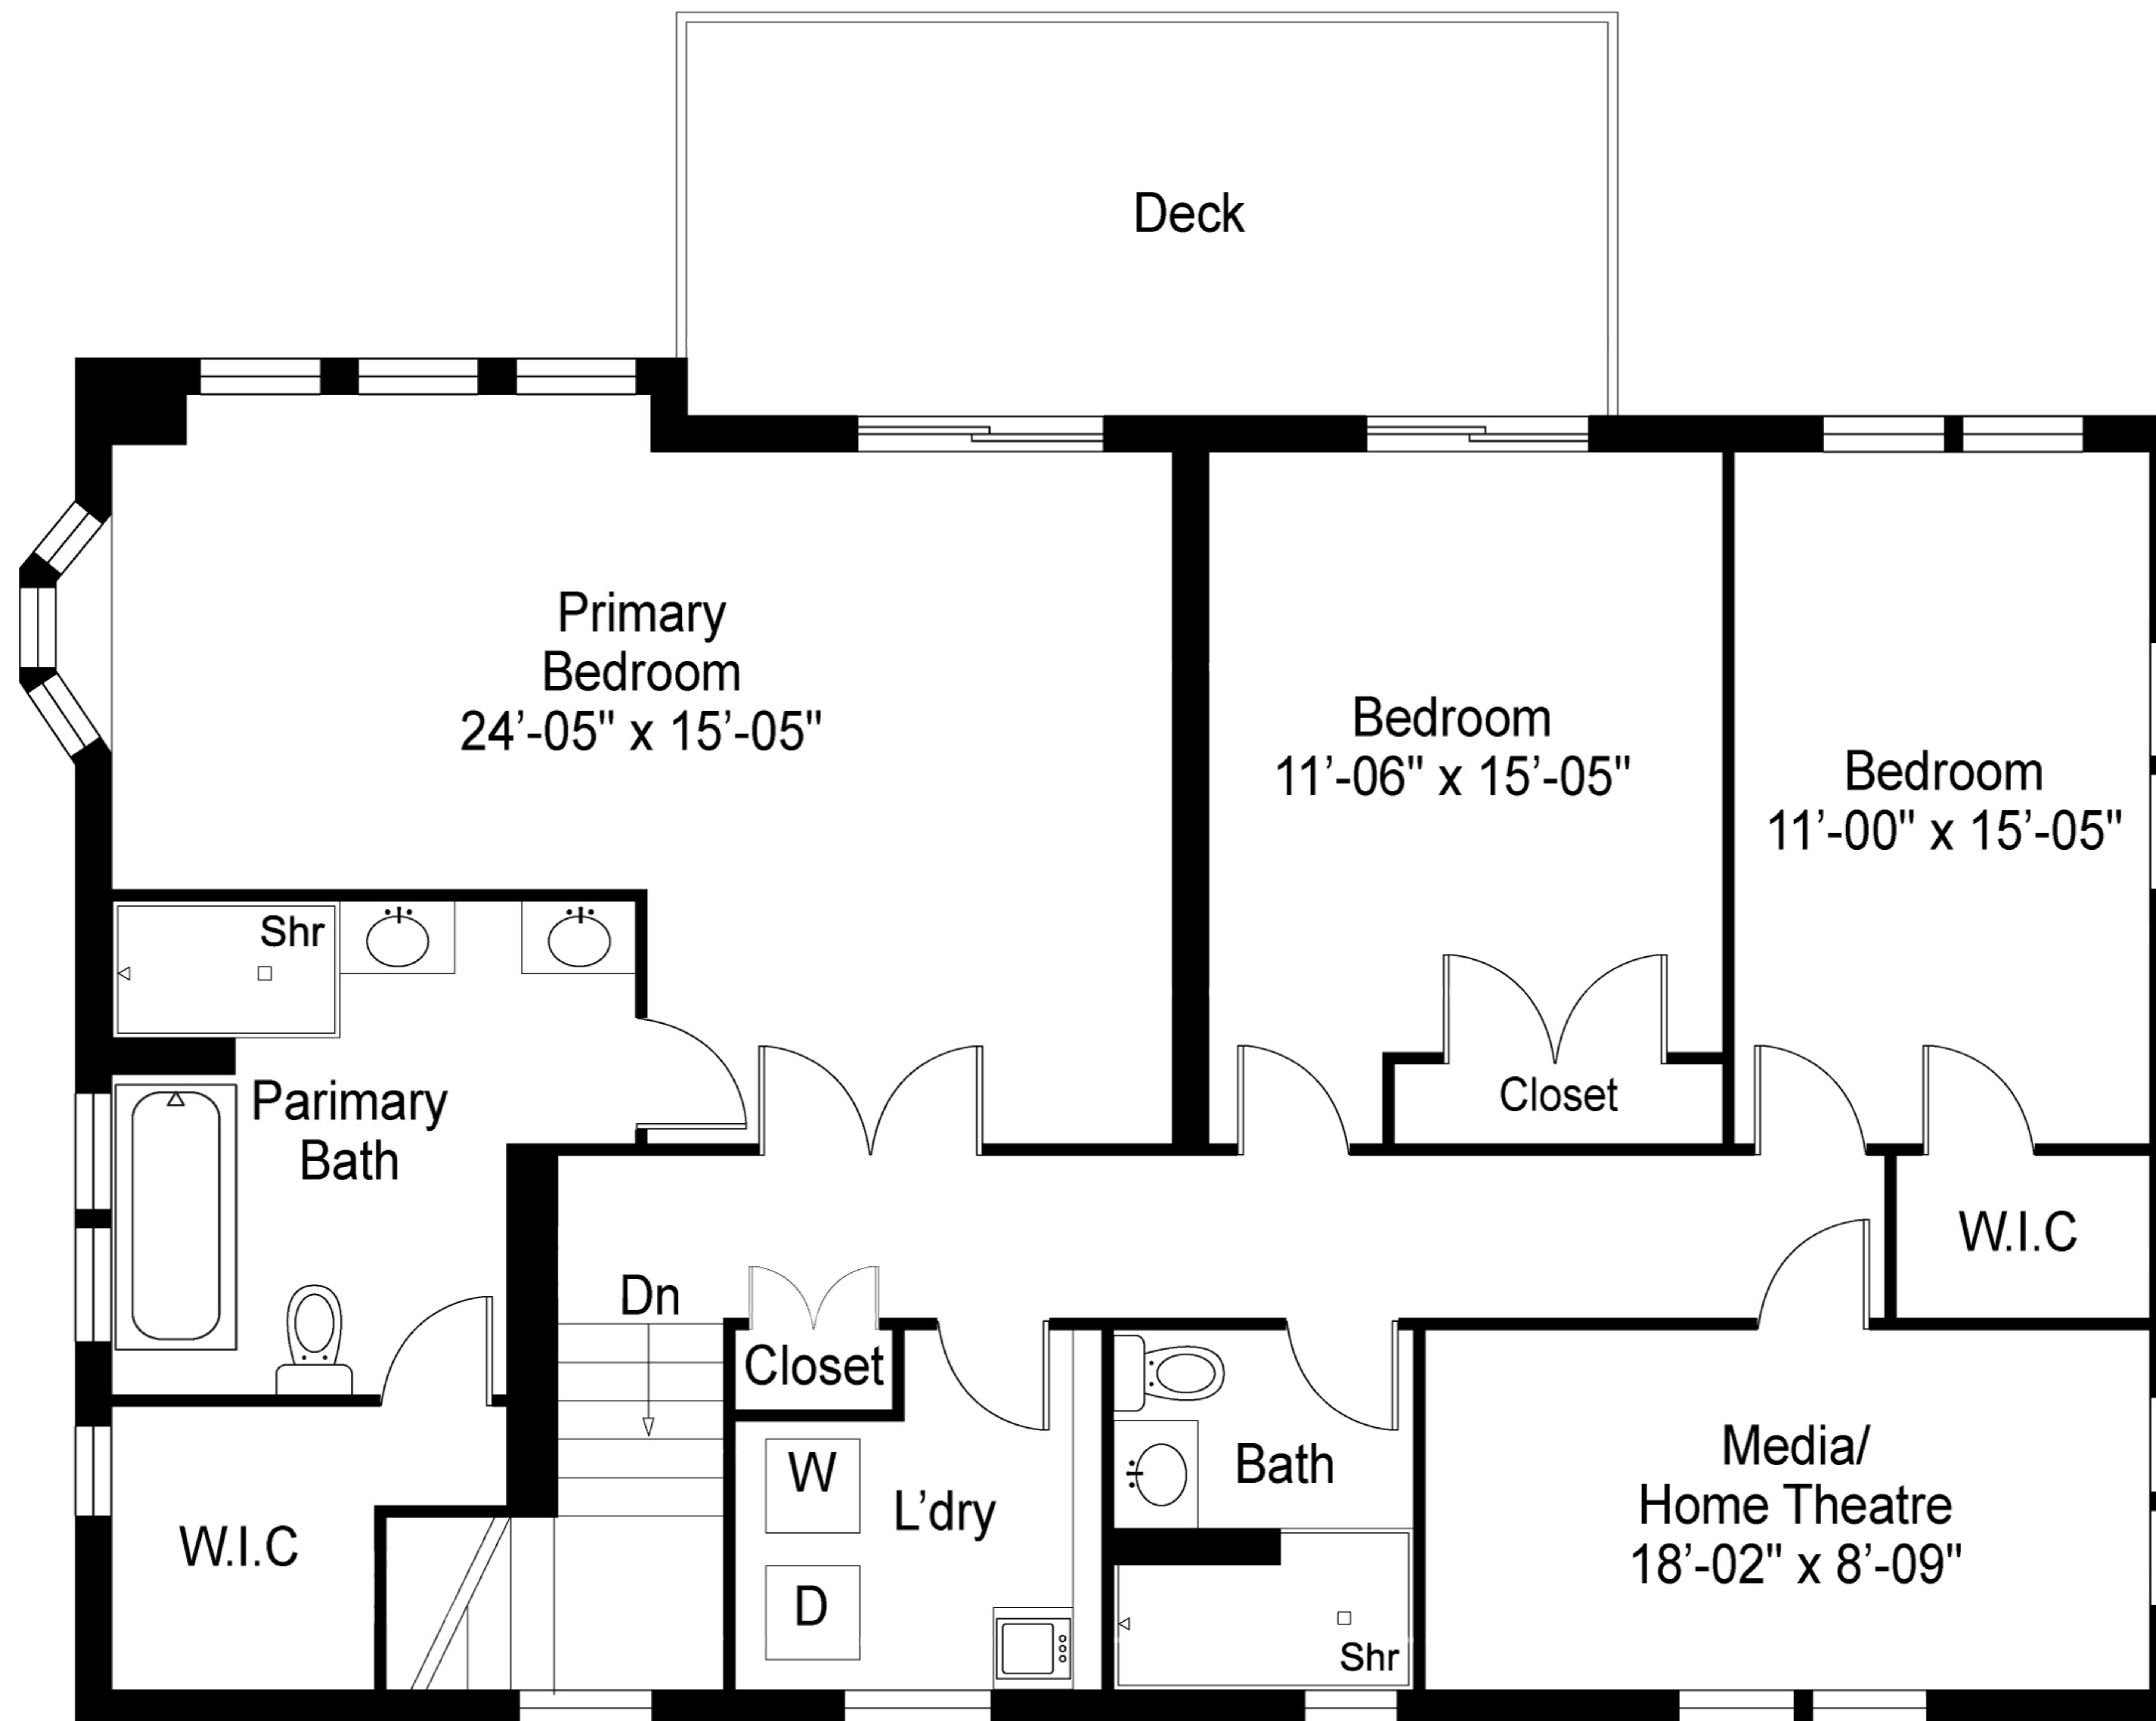 Deck
Primary
Bedroom
24’-05" x 15’-05"
Bedroom
11’-06" x 15’-05"
Bedroom
11’-00" x 15’-05"
Shr
Closet
Parimary
Bath
W.I.C
Dn
Closet
W
L’dry
D
Bath
Shr
Media/
Home Theatre
18’-02" x 8’-09"
W.I.C